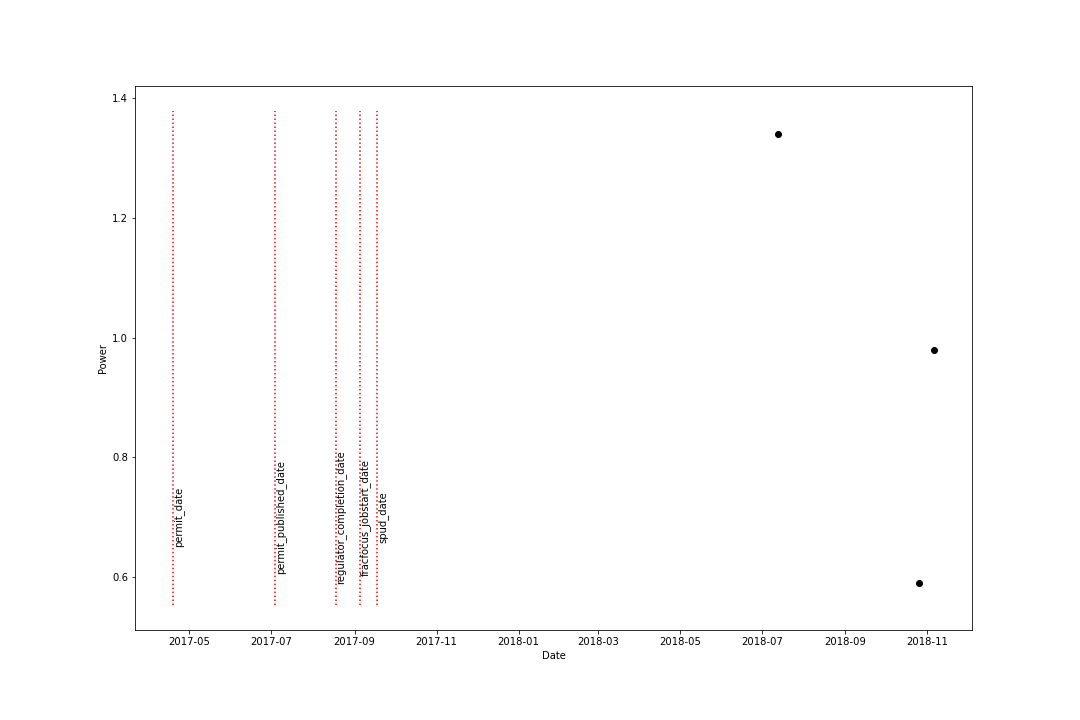 1.4
1.2
1.0
0.8
0.6
Power
permit_date
permit_published_date
regulator_completion_date
fracfocus_jobstart_date
spud_date
2017-05 2017-07 2017-09 2017-11 2018-01 2018-03 2018-05 2018-07 2018-09 2018-11
Date